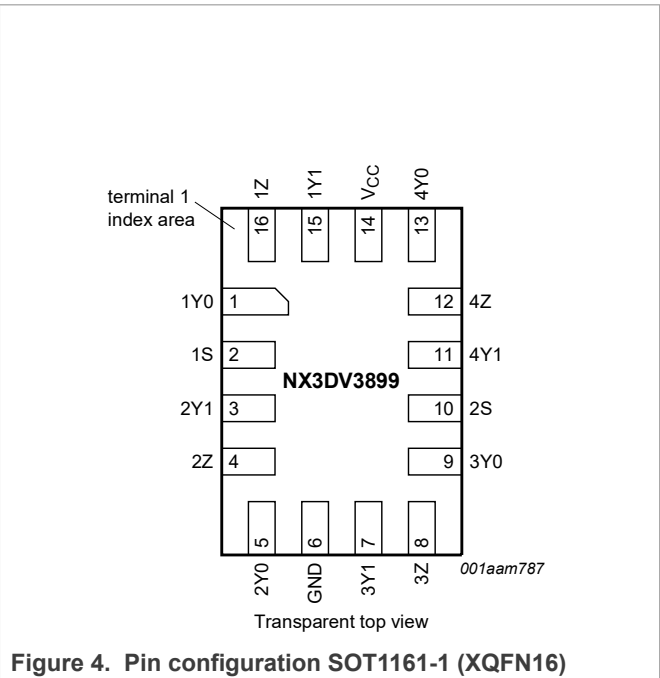 terminal 1
index area
1Z
1Y1
VCC
4Y0
16
15
14
13
1Y0 1
12 4Z
1S 2
11 4Y1
NX3DV3899
2Y1 3
10 2S
2Z 4
9 3Y0
5
6
7
8
2Y0
GND
3Y1
3Z
001aam787
Transparent top view
Figure 4. Pin configuration SOT1161-1 (XQFN16)